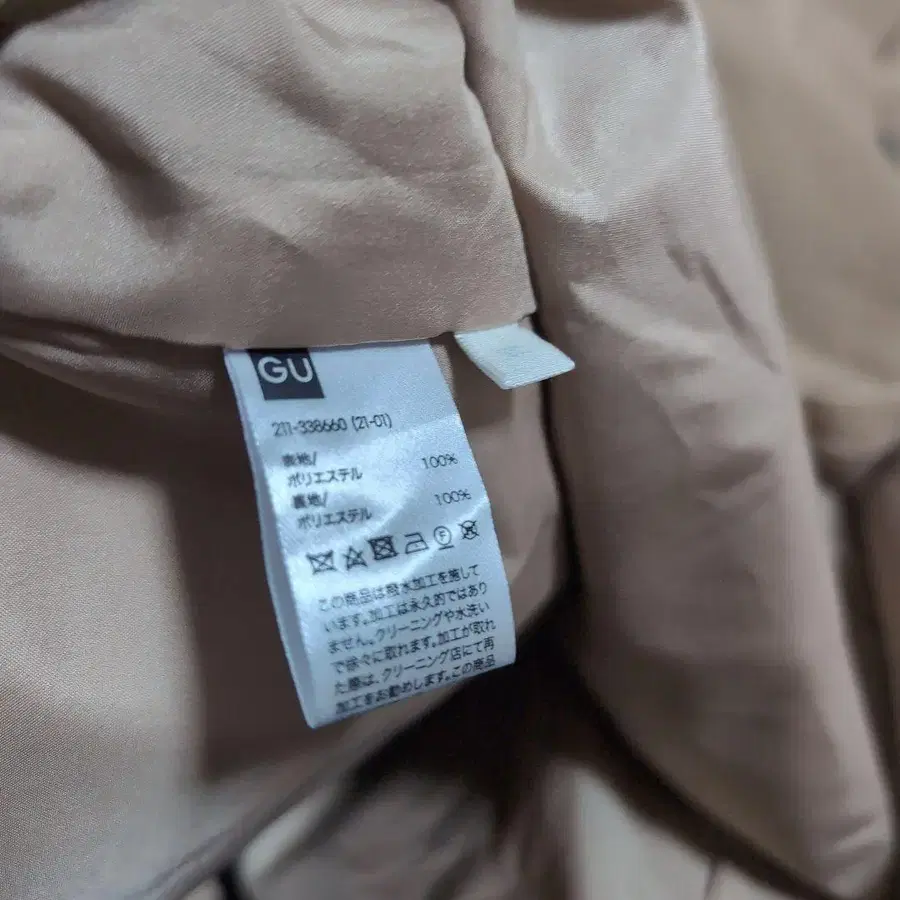 GU
211-338660 (21-01)
表地/
ポリエステル 100%
裏地/
ポリエステル 100%
この商品は撥水加工を施して
います。加工は永久的ではあり
ません。クリーニングや水洗い
で徐々に取れます。加工が取れ
た際は、クリーニング店にて再
加工をお勧めします。この商品